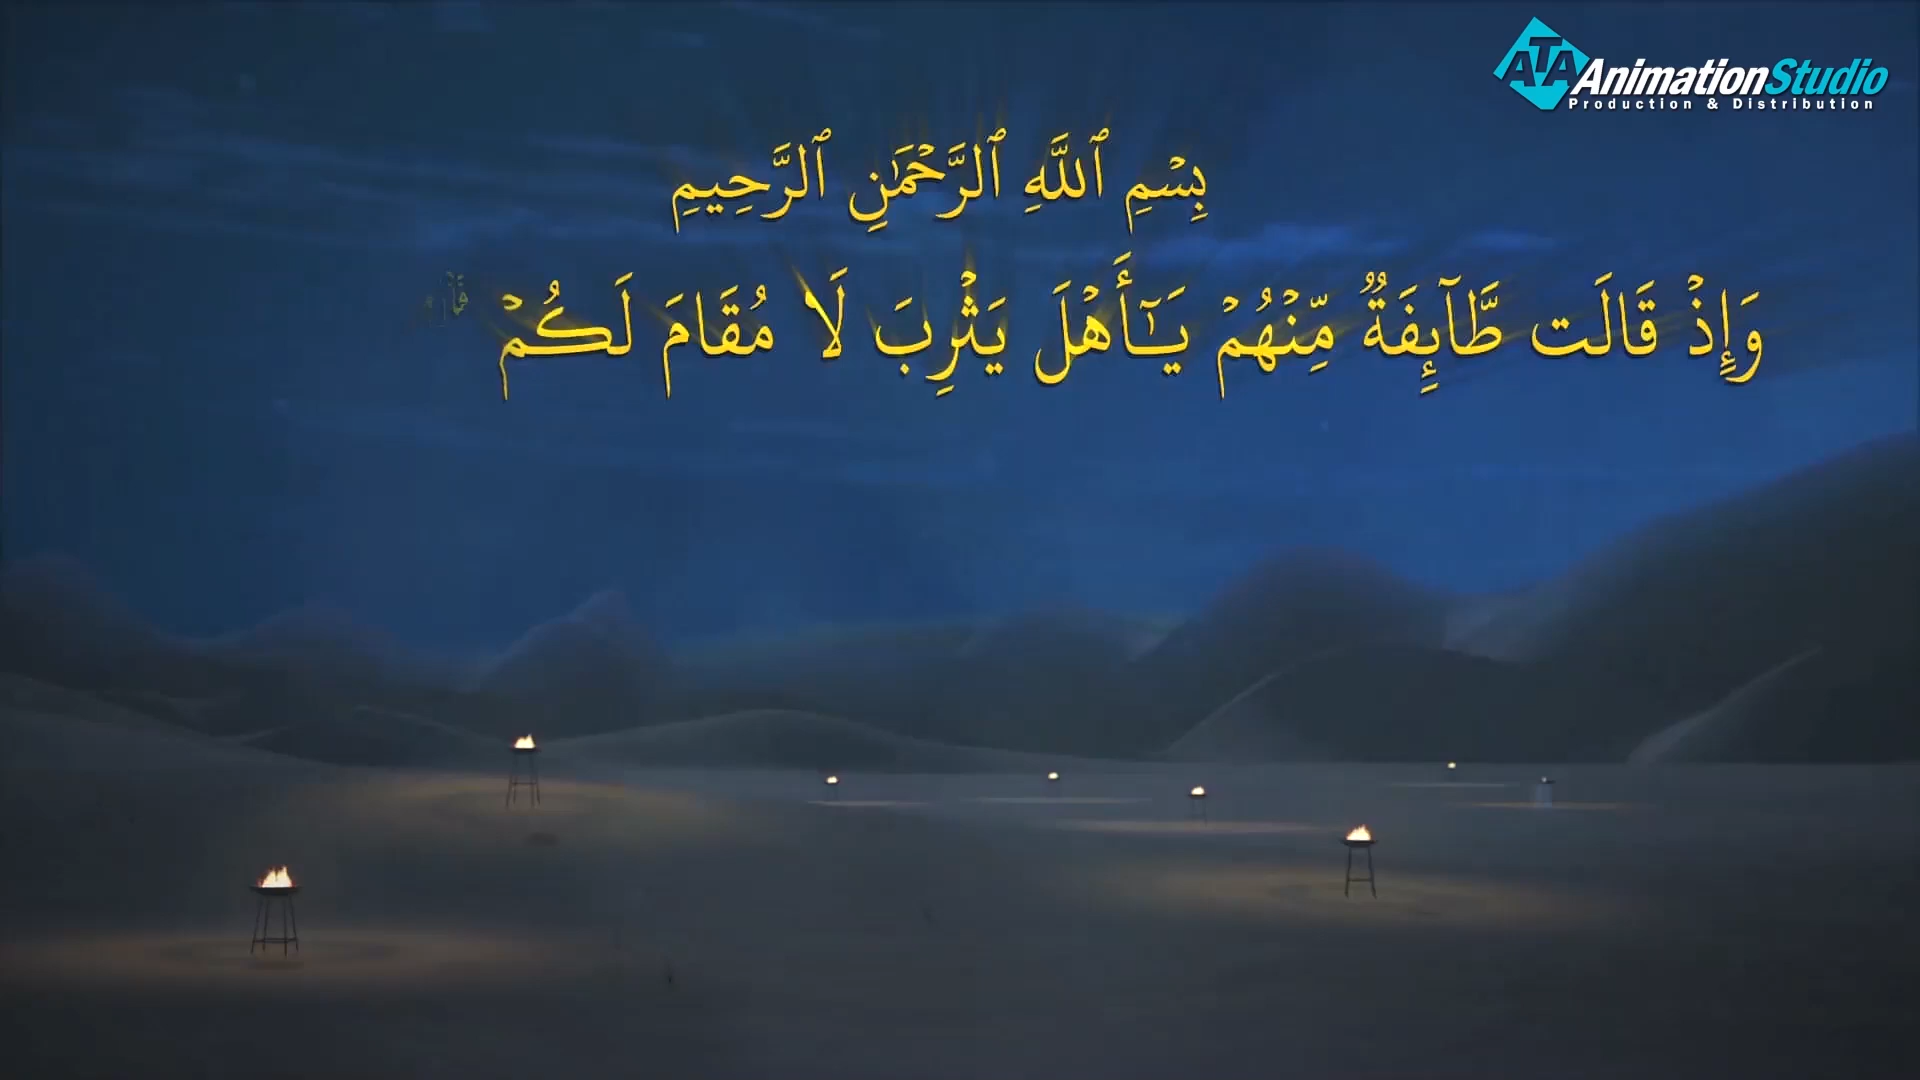 ATA AnimationStudio
Production & Distribution
بِسْمِ ٱللَّهِ ٱلرَّحْمَٰنِ ٱلرَّحِيمِ
وَإِذْ قَالَت طَّآئِفَةٌ مِّنْهُمْ يَٰٓأَهْلَ يَثْرِبَ لَا مُقَامَ لَكُمْ